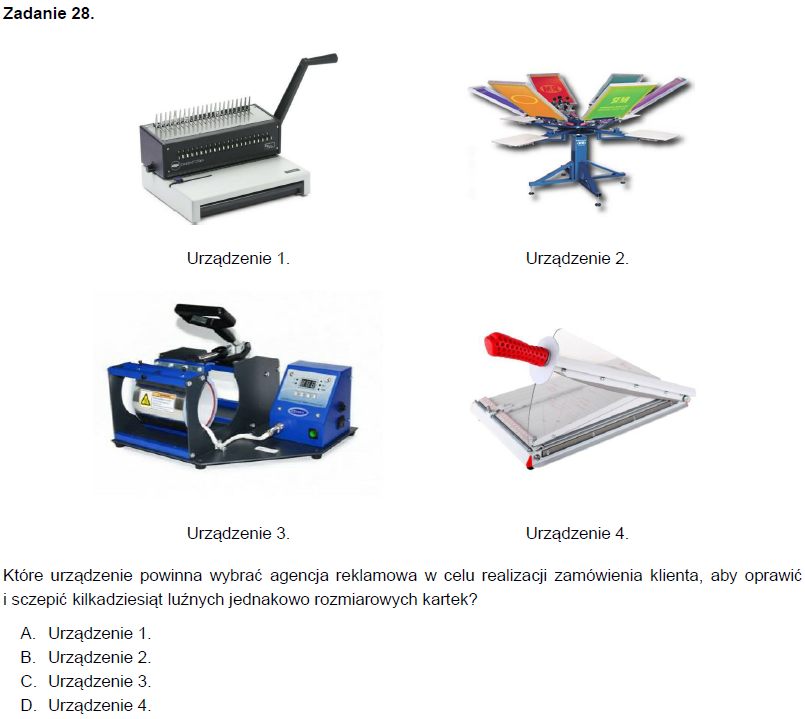 Zadanie 28.
Urządzenie 1.
Urządzenie 2.
Urządzenie 3.
Urządzenie 4.
Które urządzenie powinna wybrać agencja reklamowa w celu realizacji zamówienia klienta, aby oprawić
i sczepić kilkadziesiąt luźnych jednakowo rozmiarowych kartek?
A. Urządzenie 1.
B. Urządzenie 2.
C. Urządzenie 3.
D. Urządzenie 4.